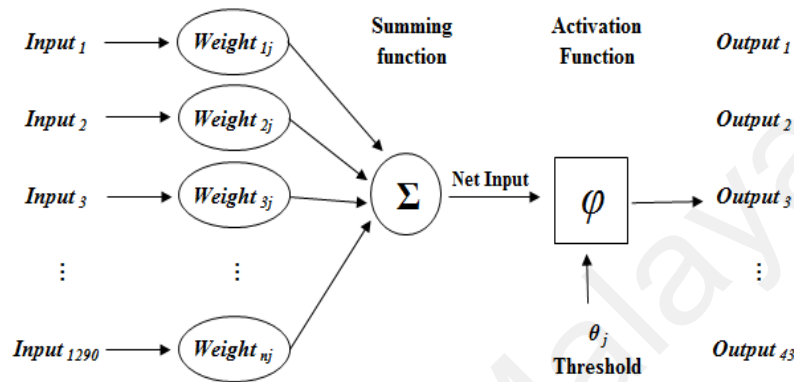 Summing function
Activation Function
Input 1
Weight 1j
Output 1
Input 2
Weight 2j
Output 2
Input 3
Weight 3j
Σ
Net Input
φ
Output 3
⋮
⋮
⋮
Input 1290
Weight nj
θ j
Threshold
Output 43
Malaya